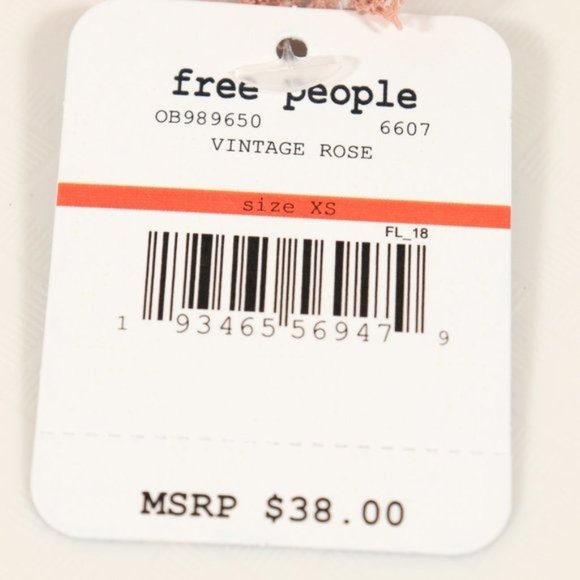 free people
OB989650 6607
VINTAGE ROSE
size XS
FL_18
1 93465 56947 9
MSRP $38.00